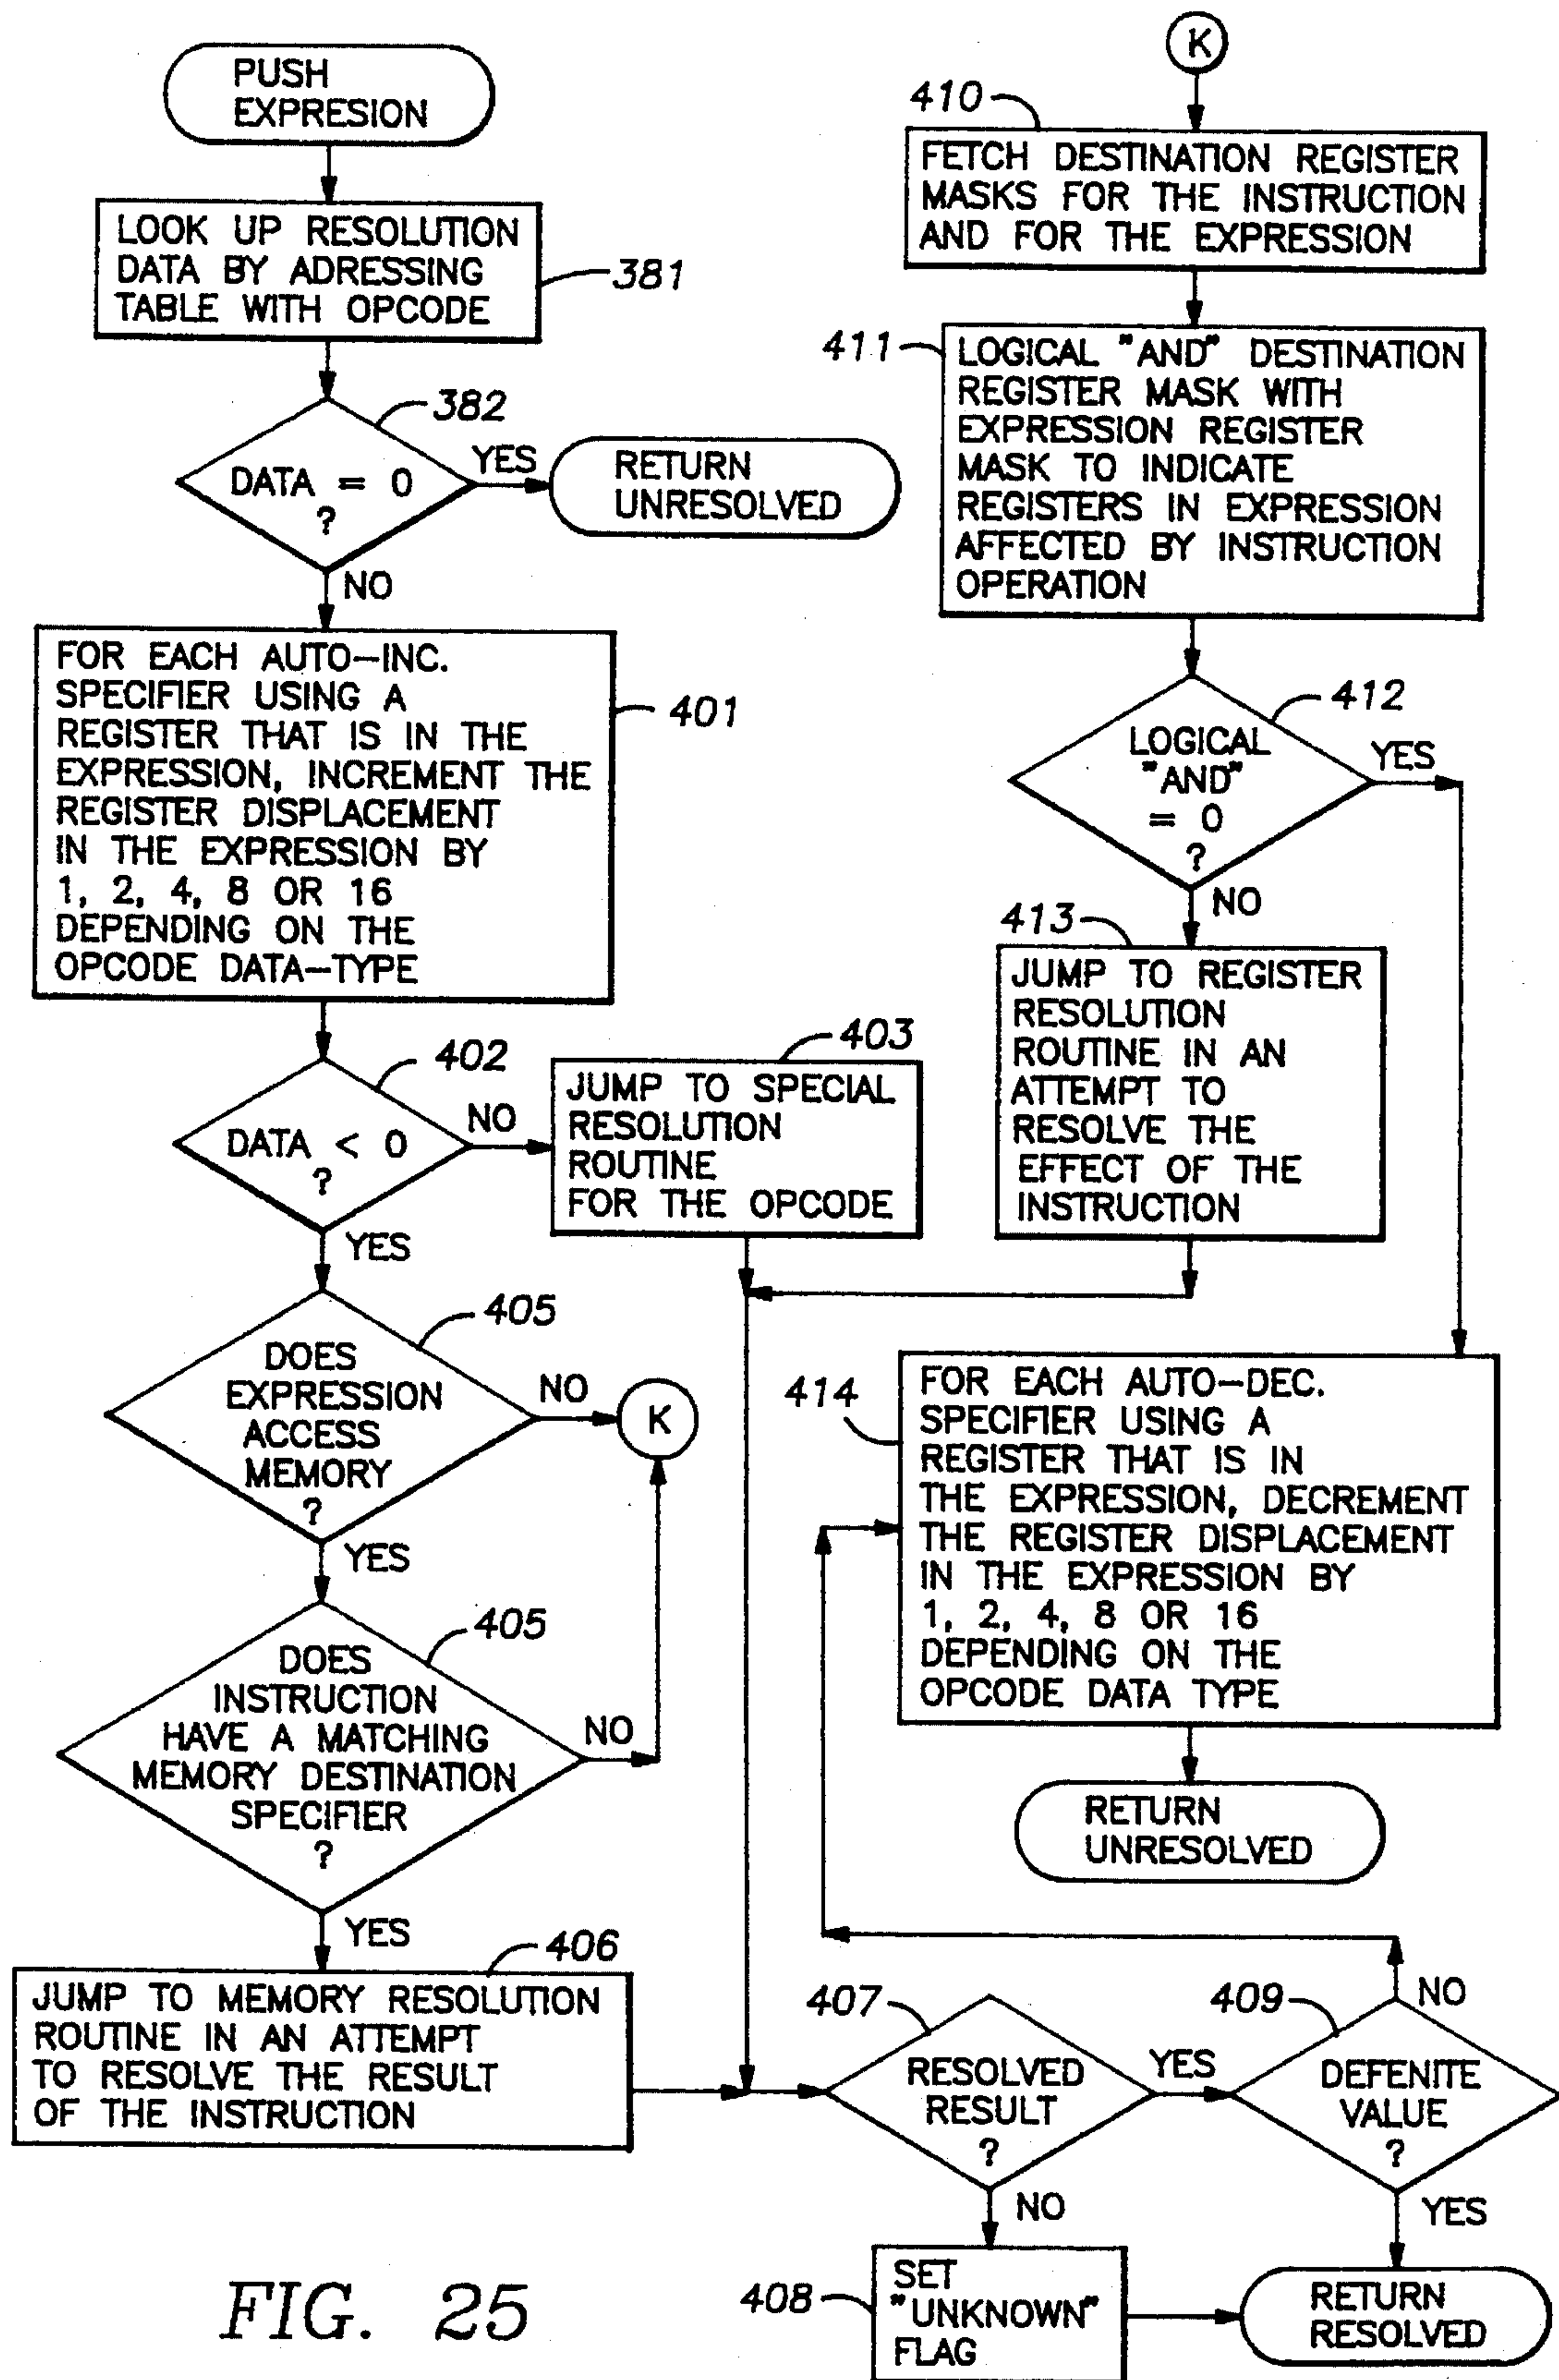 PUSH
EXPRESION
LOOK UP RESOLUTION
DATA BY ADRESSING
TABLE WITH OPCODE
381
382
DATA = 0
?
YES
RETURN
UNRESOLVED
NO
FOR EACH AUTO-INC.
SPECIFIER USING A
REGISTER THAT IS IN THE
EXPRESSION, INCREMENT THE
REGISTER DISPLACEMENT
IN THE EXPRESSION BY
1, 2, 4, 8 OR 16
DEPENDING ON THE
OPCODE DATA-TYPE
401
402
DATA < 0
?
NO
403
JUMP TO SPECIAL
RESOLUTION
ROUTINE
FOR THE OPCODE
YES
405
DOES
EXPRESSION
ACCESS
MEMORY
?
NO
K
YES
405
DOES
INSTRUCTION
HAVE A MATCHING
MEMORY DESTINATION
SPECIFIER
?
NO
YES
406
JUMP TO MEMORY RESOLUTION
ROUTINE IN AN ATTEMPT
TO RESOLVE THE RESULT
OF THE INSTRUCTION
K
410
FETCH DESTINATION REGISTER
MASKS FOR THE INSTRUCTION
AND FOR THE EXPRESSION
411
LOGICAL "AND" DESTINATION
REGISTER MASK WITH
EXPRESSION REGISTER
MASK TO INDICATE
REGISTERS IN EXPRESSION
AFFECTED BY INSTRUCTION
OPERATION
412
LOGICAL
"AND"
= 0
?
YES
NO
413
JUMP TO REGISTER
RESOLUTION
ROUTINE IN AN
ATTEMPT TO
RESOLVE THE
EFFECT OF THE
INSTRUCTION
414
FOR EACH AUTO-DEC.
SPECIFIER USING A
REGISTER THAT IS IN
THE EXPRESSION, DECREMENT
THE REGISTER DISPLACEMENT
IN THE EXPRESSION BY
1, 2, 4, 8 OR 16
DEPENDING ON THE
OPCODE DATA TYPE
RETURN
UNRESOLVED
407
RESOLVED
RESULT
?
YES
409
NO
DEFENITE
VALUE
?
NO
YES
408
SET
"UNKNOWN"
FLAG
RETURN
RESOLVED
FIG. 25